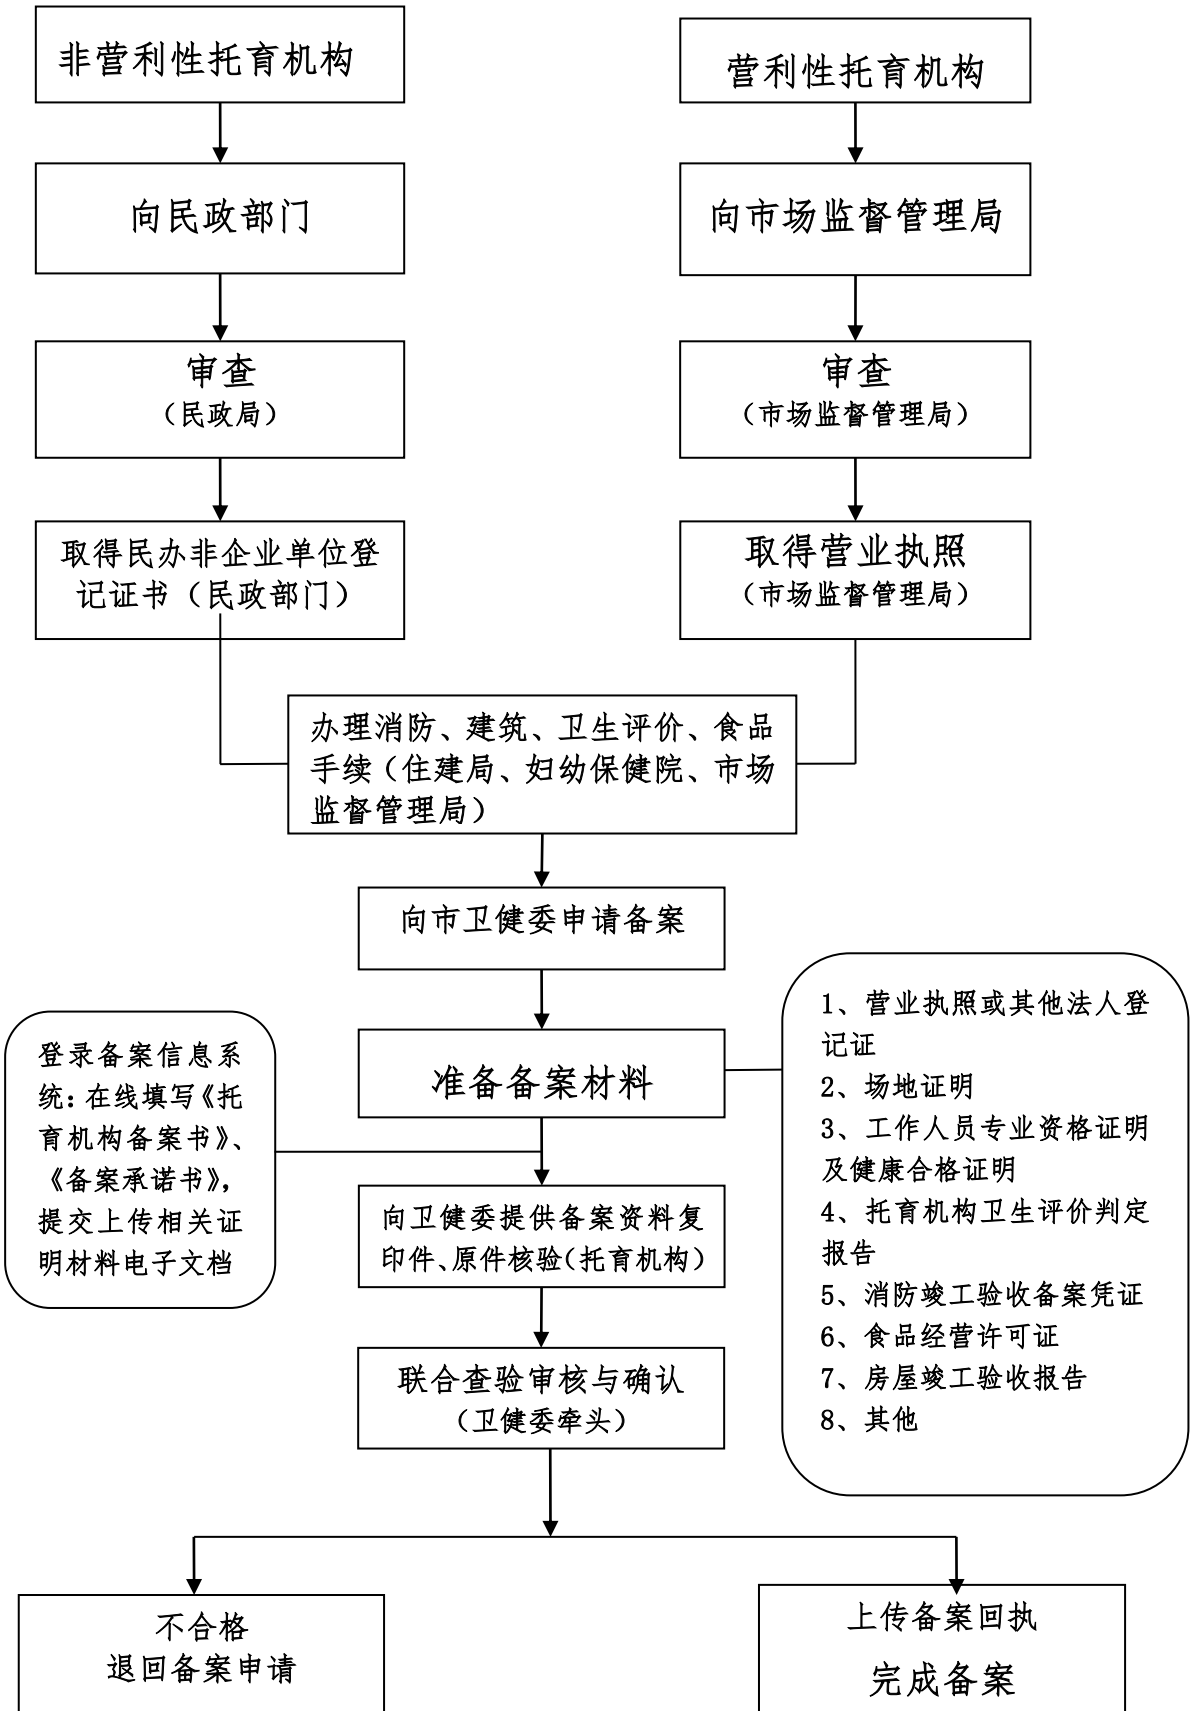 非营利性托育机构
营利性托育机构
向民政部门
向市场监督管理局
审查
（民政局）
审查
（市场监督管理局）
取得民办非企业单位登
记证书（民政部门）
取得营业执照
（市场监督管理局）
办理消防、建筑、卫生评价、食品
手续（住建局、妇幼保健院、市场
监督管理局）
向市卫健委申请备案
准备备案材料
1、营业执照或其他法人登
记证
2、场地证明
3、工作人员专业资格证明
及健康合格证明
4、托育机构卫生评价判定
报告
5、消防竣工验收备案凭证
6、食品经营许可证
7、房屋竣工验收报告
8、其他
登录备案信息系
统：在线填写《托
育机构备案书》、
《备案承诺书》，
提交上传相关证
明材料电子文档
向卫健委提供备案资料复
印件、原件核验（托育机构）
联合查验审核与确认
（卫健委牵头）
不合格
退回备案申请
上传备案回执
完成备案